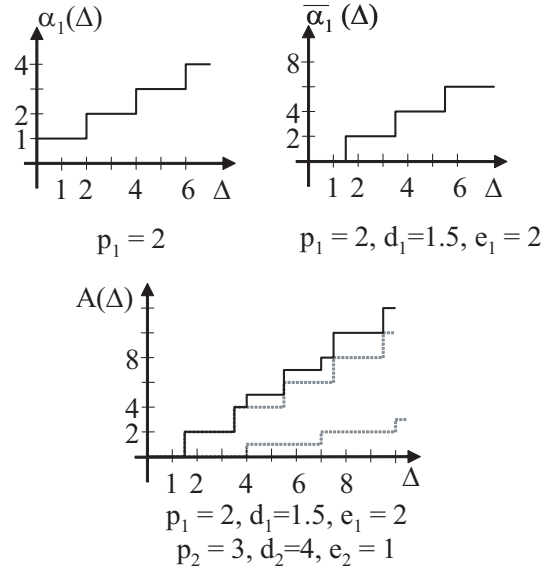 α₁(Δ)
4
2
1
1 2 4 6 Δ
p₁ = 2
α̅₁ (Δ)
8
4
2
2 4 6 Δ
p₁ = 2, d₁=1.5, e₁ = 2
A(Δ)
8
4
2
1 2 4 6 8 Δ
p₁ = 2, d₁=1.5, e₁ = 2
p₂ = 3, d₂=4, e₂ = 1